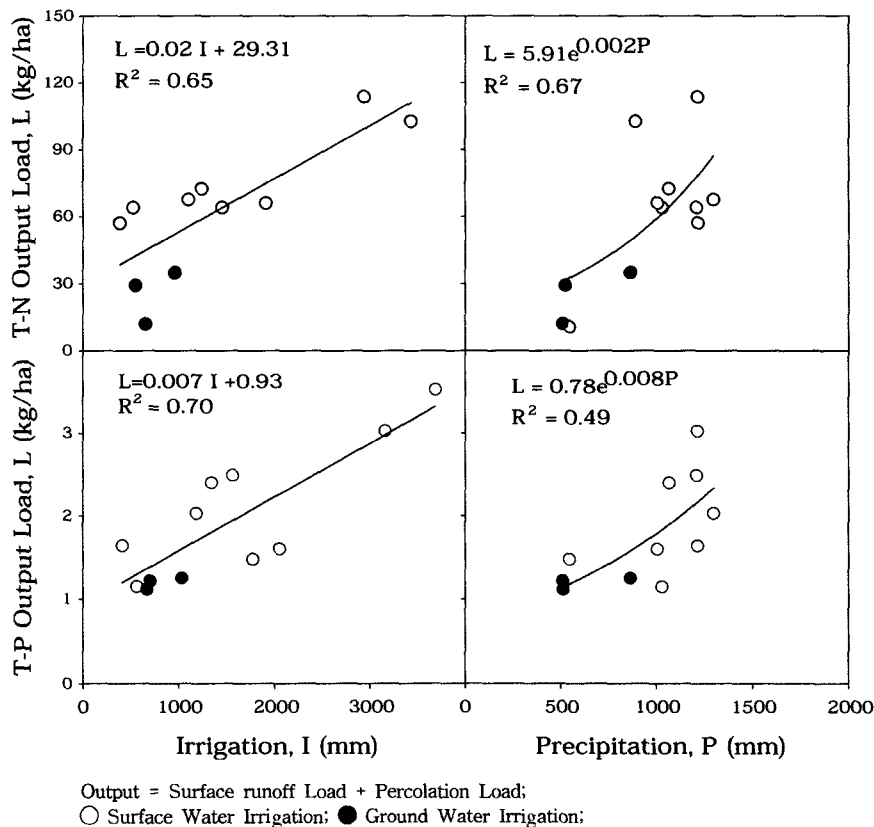 150
120
90
60
30
0
T-N Output Load, L (kg/ha)
L =0.02 I + 29.31
R² = 0.65
L = 5.91e^0.002P
R² = 0.67
3
2
1
0
T-P Output Load, L (kg/ha)
L=0.007 I +0.93
R² = 0.70
L = 0.78e^0.008P
R² = 0.49
0 1000 2000 3000 0 500 1000 1500 2000
Irrigation, I (mm) Precipitation, P (mm)
Output = Surface runoff Load + Percolation Load;
○ Surface Water Irrigation; ● Ground Water Irrigation;